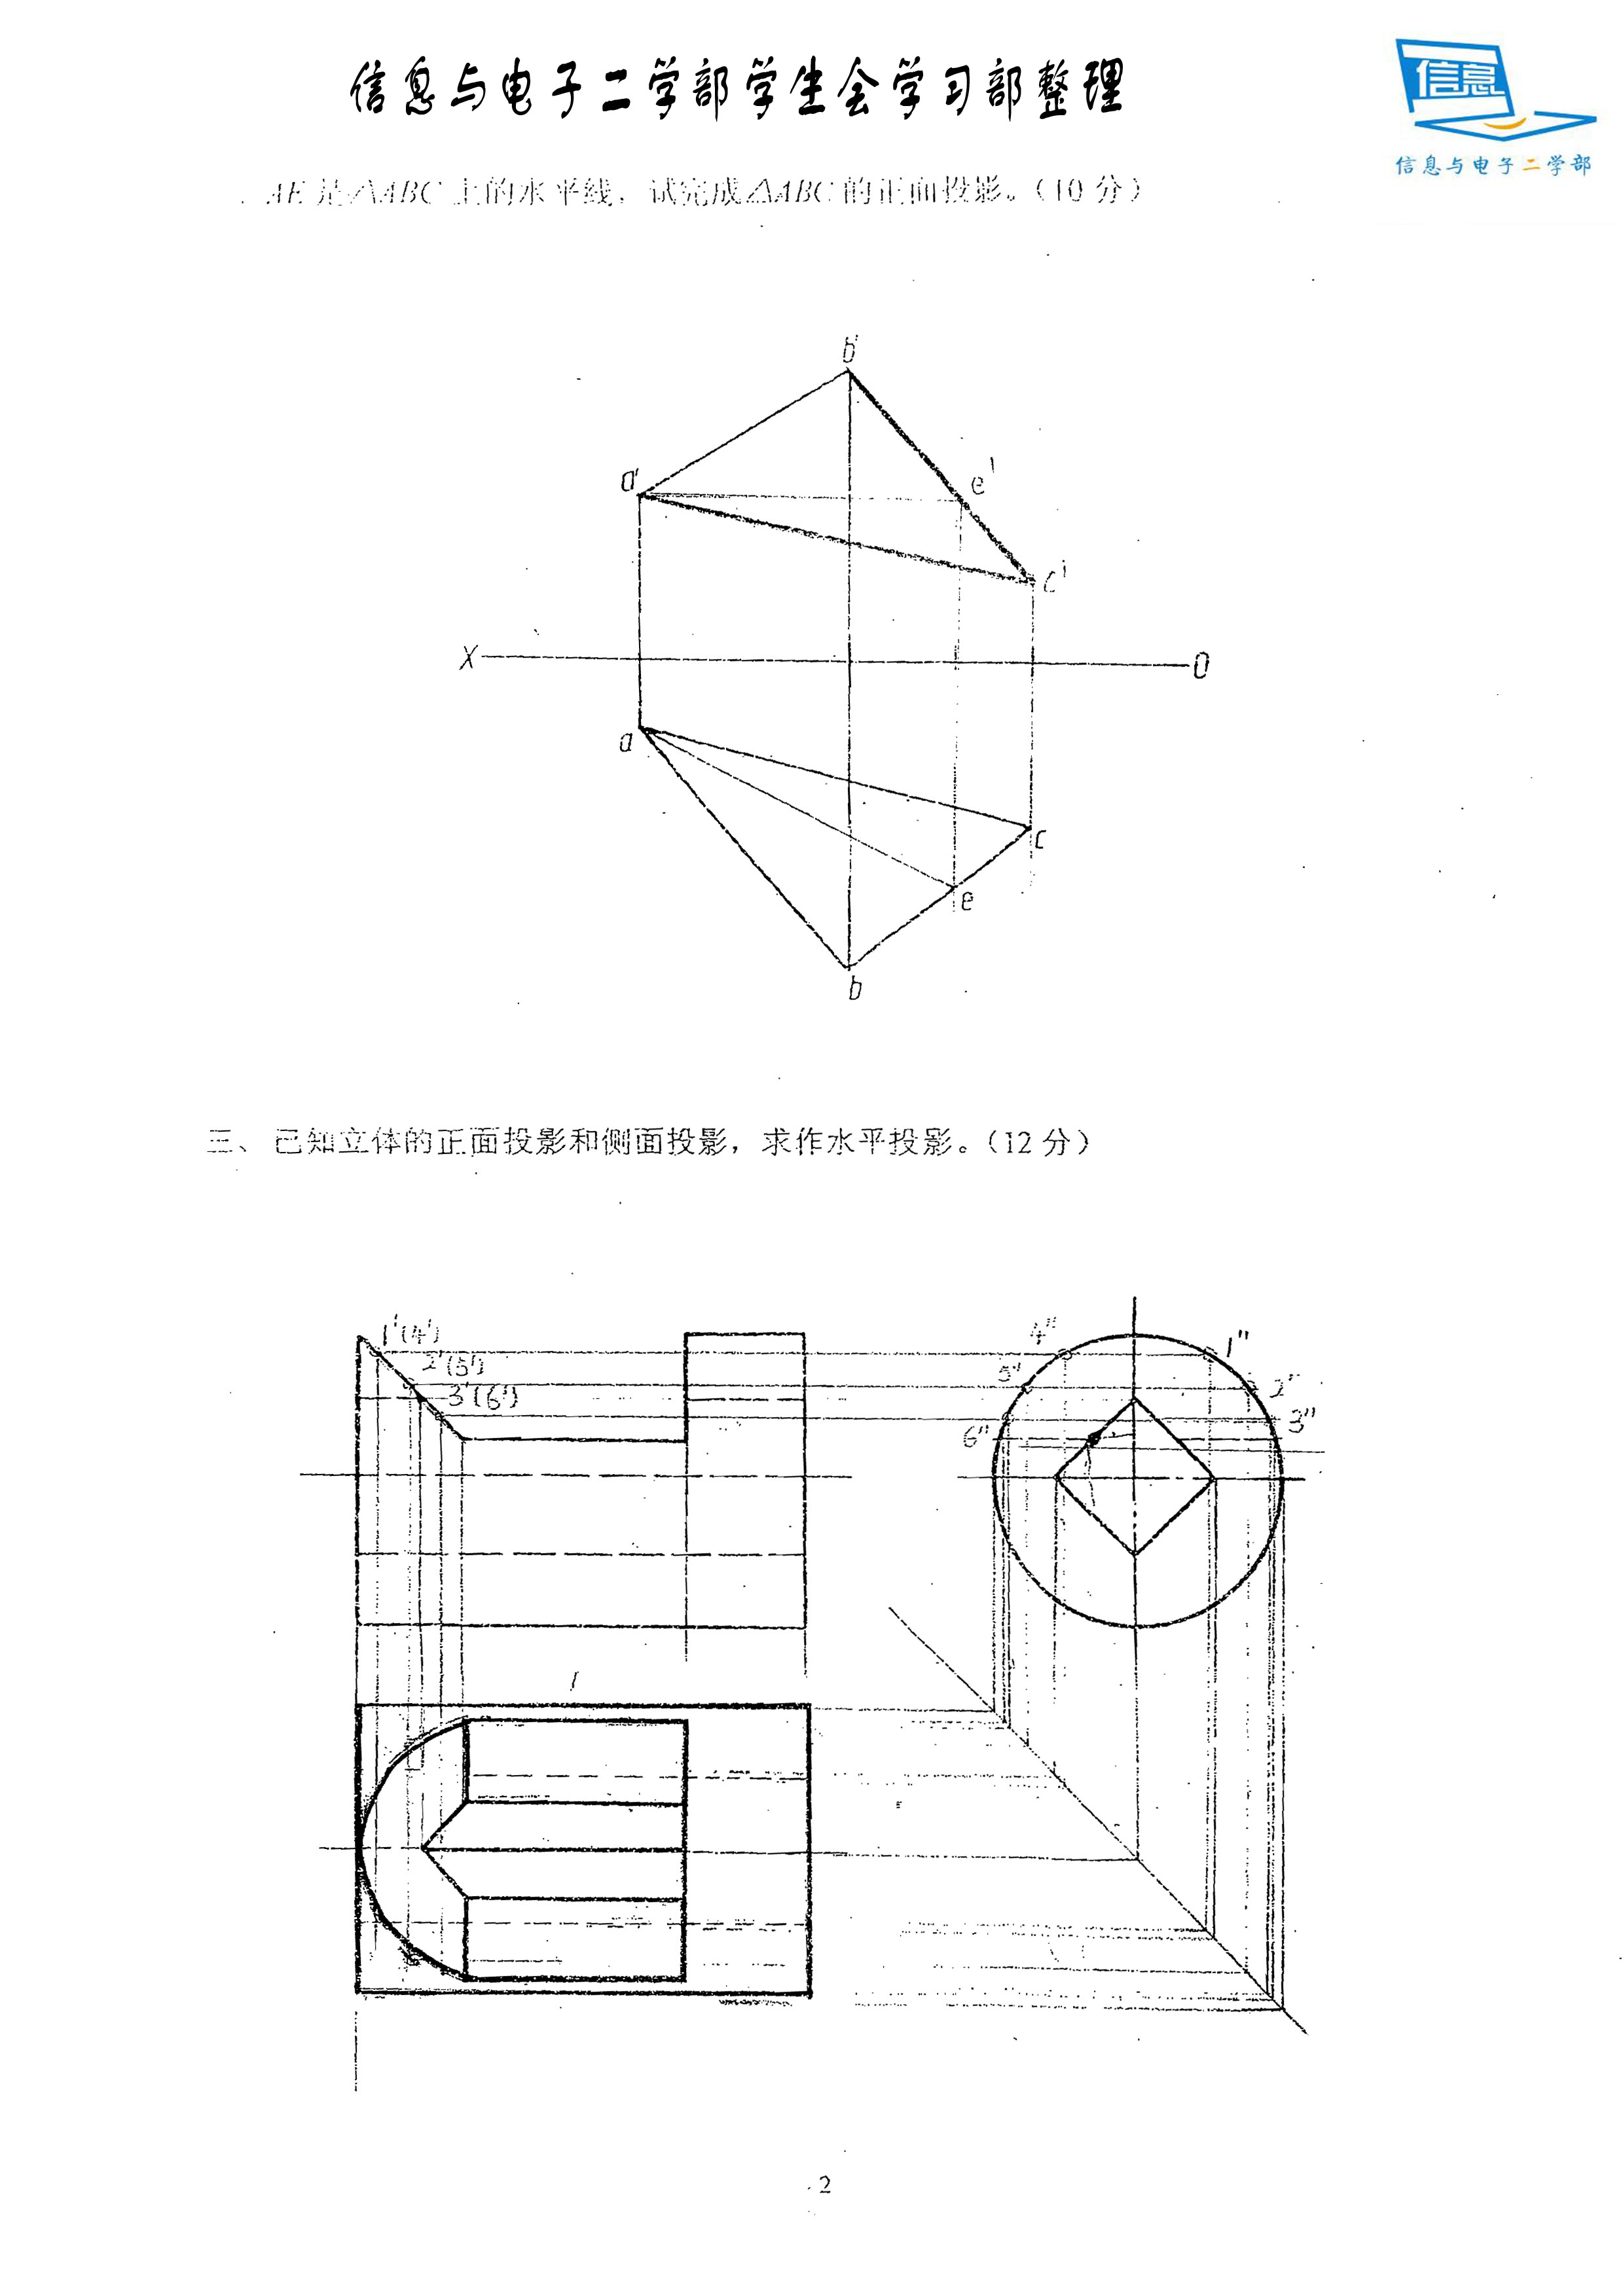 信息与电子二学部学生会学习部整理
信息
信息与电子二学部
. AE 是△ABC 上的水平线，试完成△ABC 的正面投影。（10 分）
b'
a'
e'
c'
X
O
a
c
e
b
三、已知立体的正面投影和侧面投影，求作水平投影。（12 分）
1'(4')
2'(5')
3'(6')
4"
1"
5"
2"
6"
3"
2